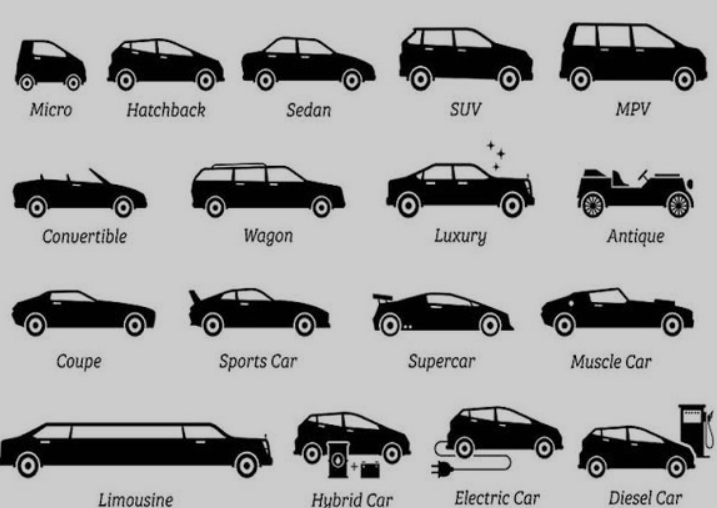 Micro Hatchback Sedan SUV MPV
Convertible Wagon Luxury Antique
Coupe Sports Car Supercar Muscle Car
Limousine Hybrid Car Electric Car Diesel Car